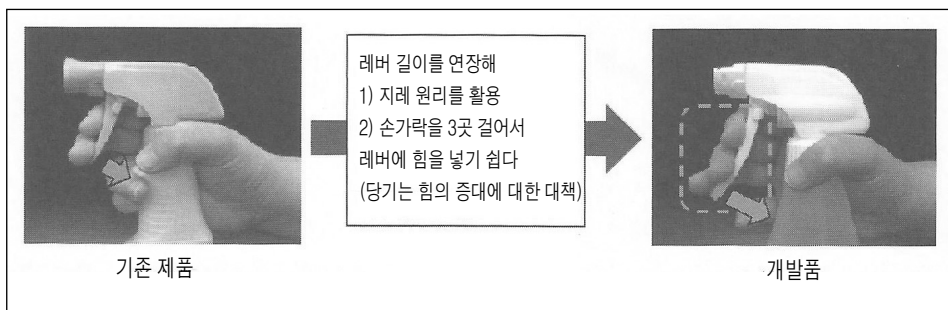 레버 길이를 연장해
1) 지레 원리를 활용
2) 손가락을 3곳 걸어서
레버에 힘을 넣기 쉽다
(당기는 힘의 증대에 대한 대책)
기존 제품
개발품